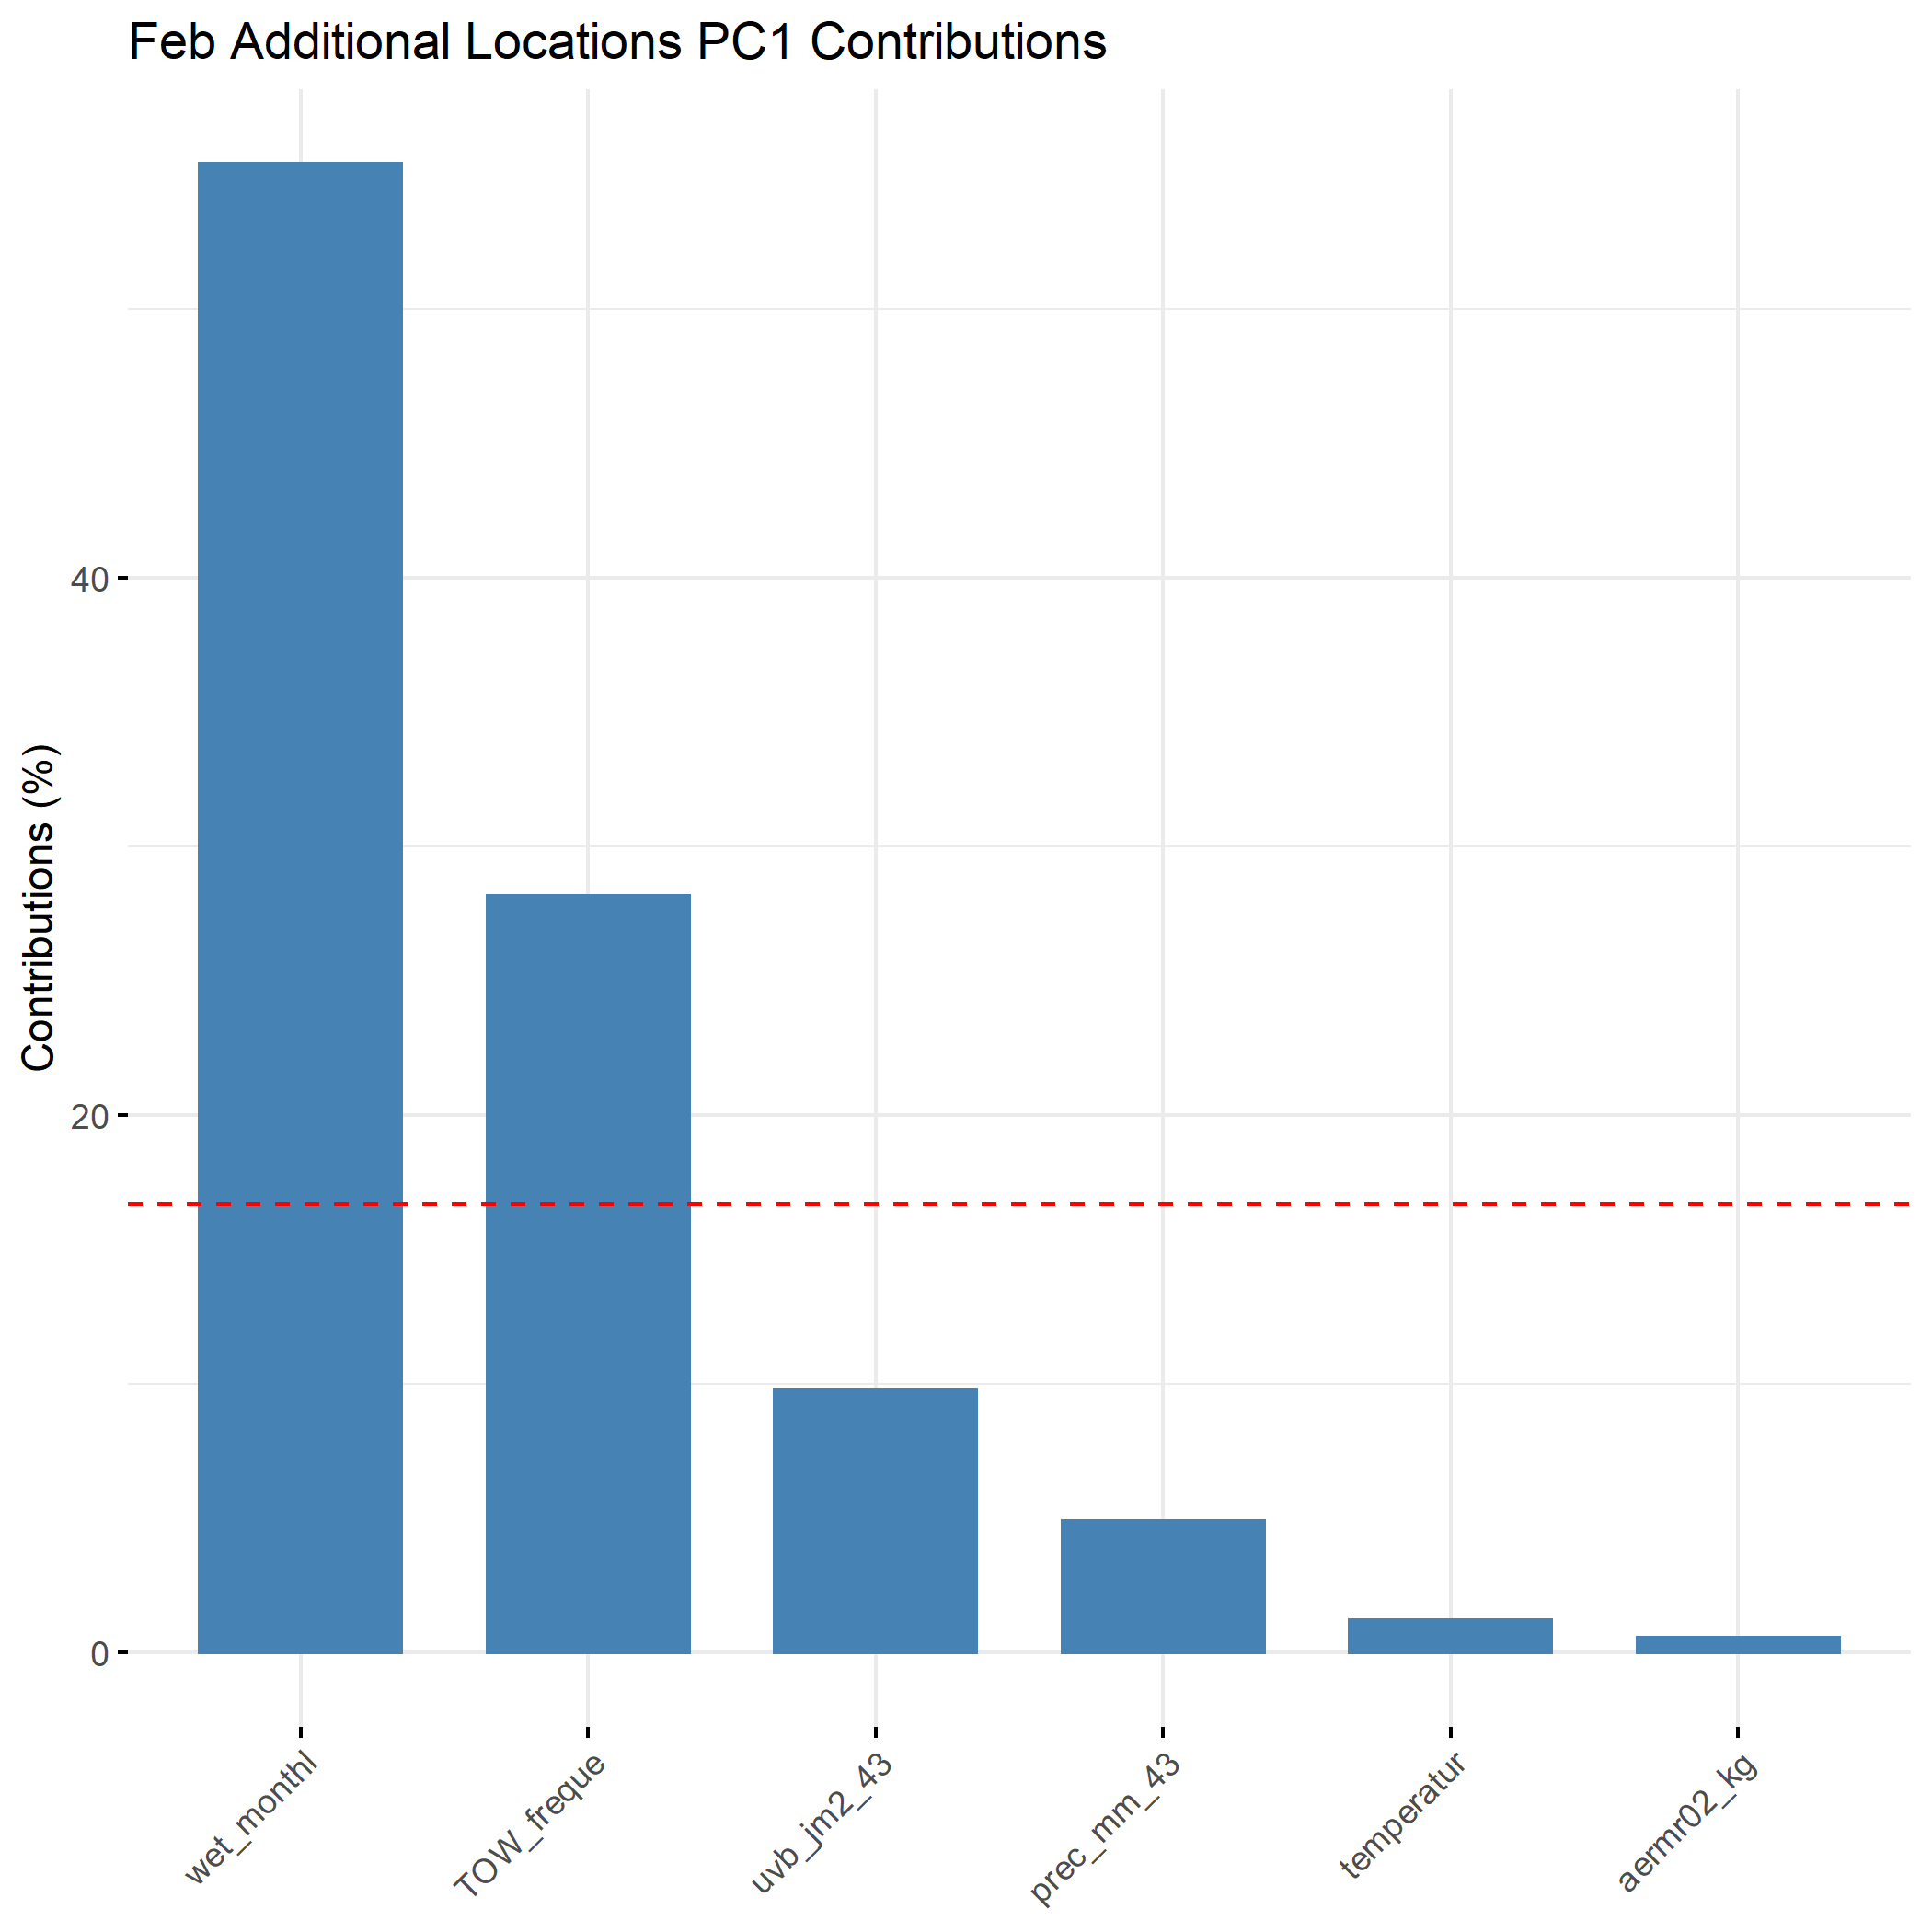 Feb Additional Locations PC1 Contributions
Contributions (%)
40
20
0
wet_monthl
TOW_freque
uvb_jm2_43
prec_mm_43
temperatur
aermr02_kg